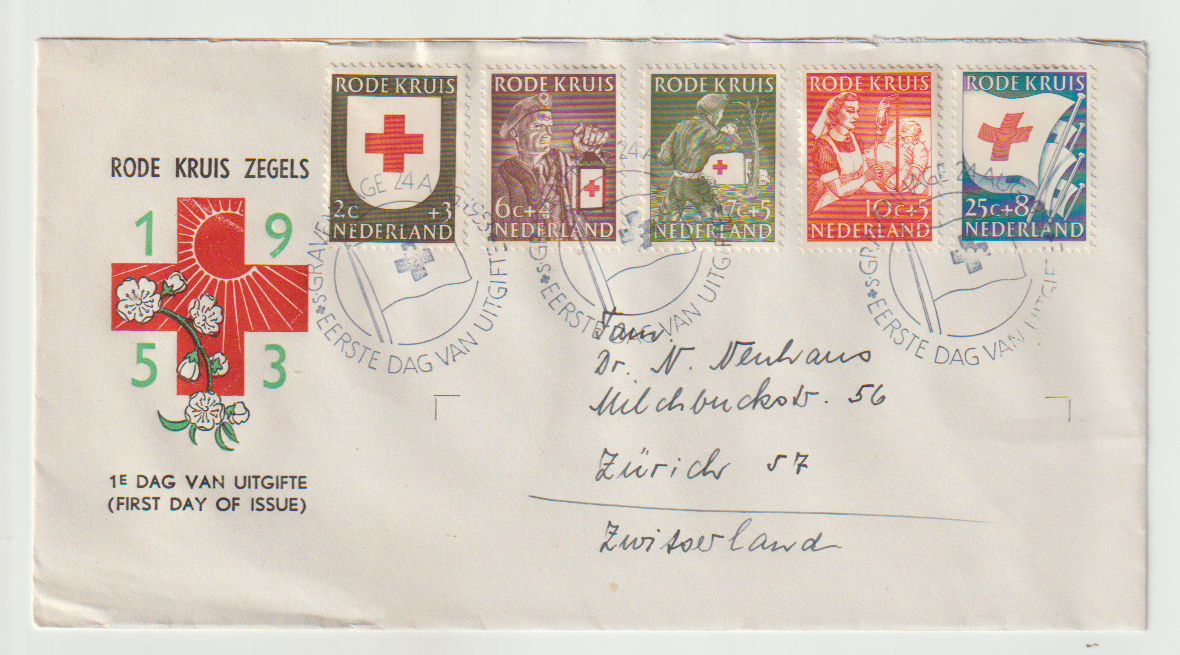 RODE KRUIS
2c +3
NEDERLAND
RODE KRUIS
6c+
NEDERLAND
RODE KRUIS
7c+5
NEDERLAND
RODE KRUIS
10c+5
NEDERLAND
RODE KRUIS
25c+8
NEDERLAND
RODE KRUIS ZEGELS
1 9
5 3
1E DAG VAN UITGIFTE
(FIRST DAY OF ISSUE)
EERSTE DAG VAN UITGIFTE
EERSTE DAG VAN UITGIFTE
EERSTE DAG VAN UITGIFTE
Fam.
Dr. N. Neuhaus
Milchbuckstr. 56
Zürich 57
Zwitserland